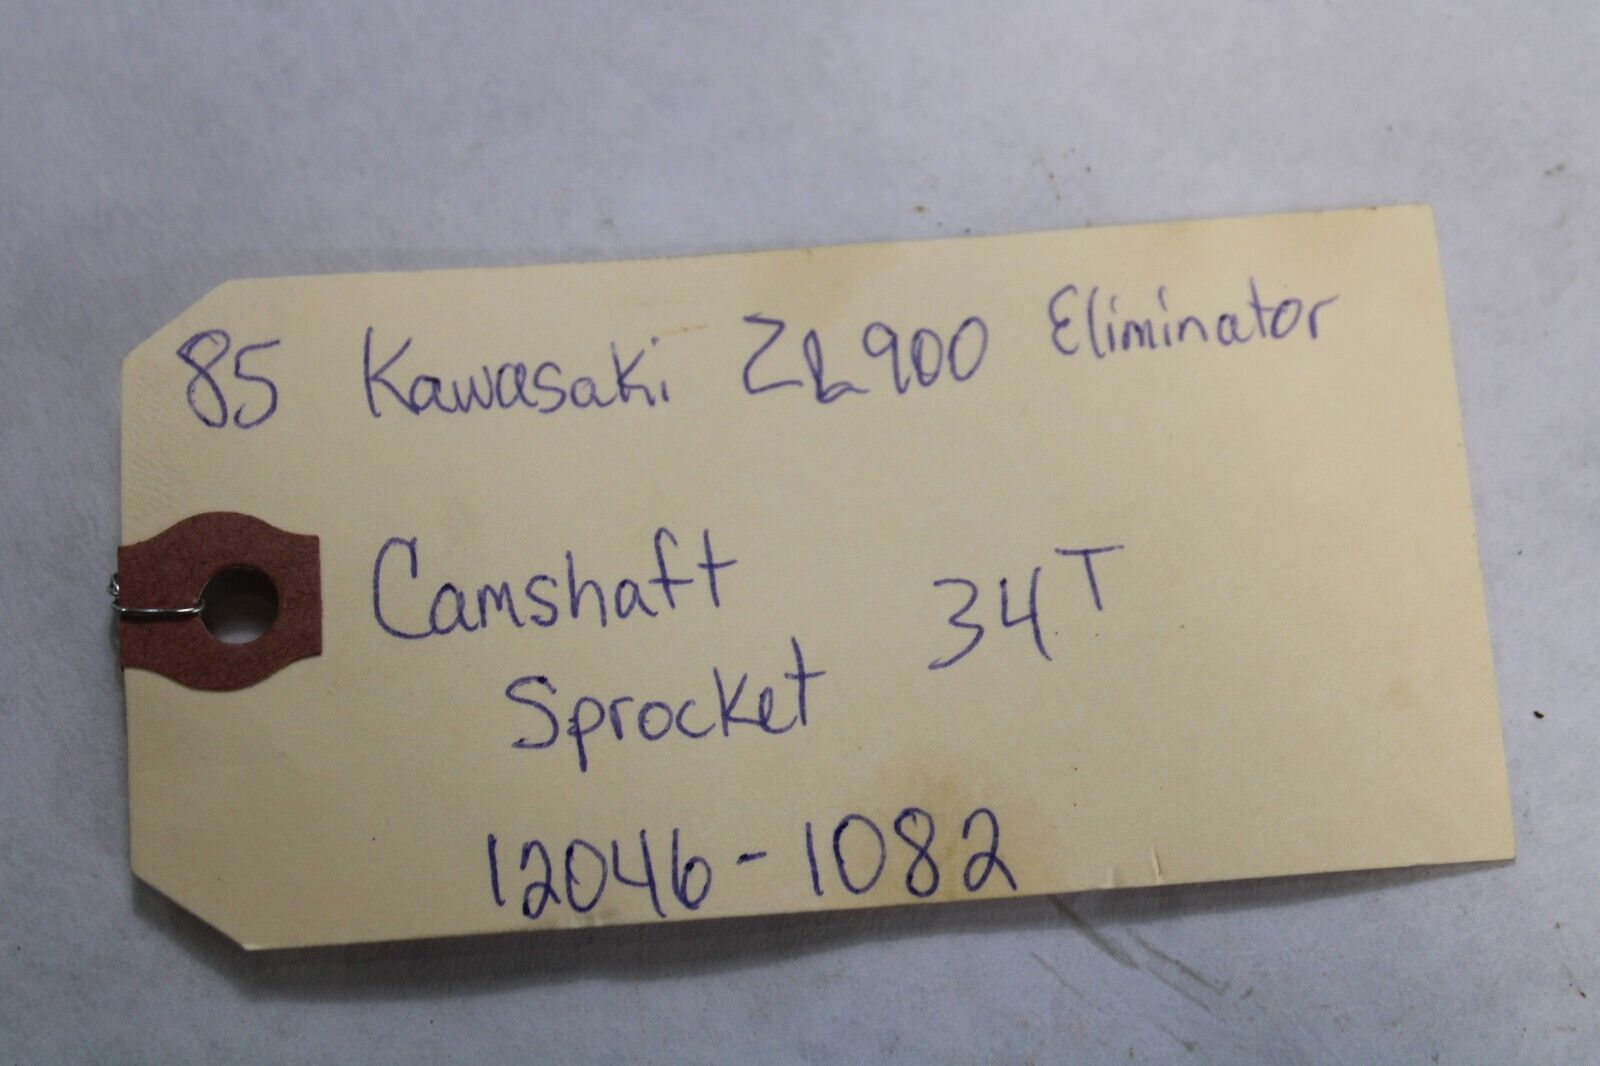 85 Kawasaki ZL900 Eliminator
Camshaft 34T
Sprocket
12046-1082